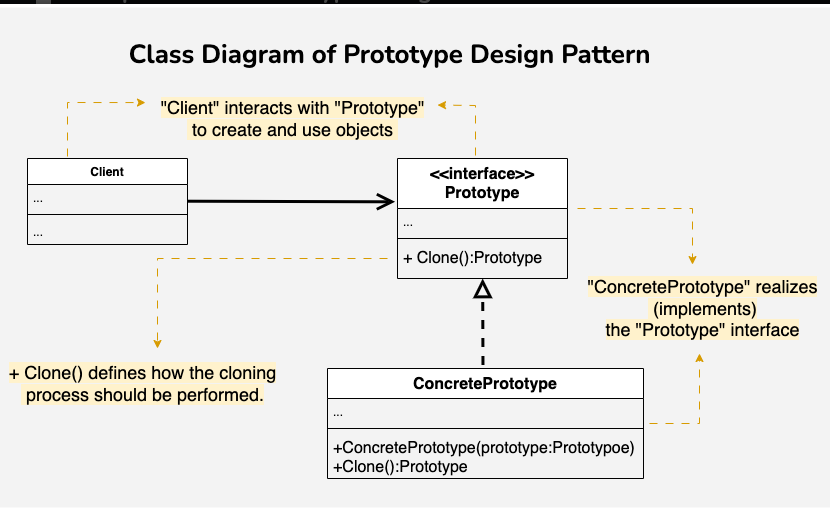 Class Diagram of Prototype Design Pattern
"Client" interacts with "Prototype"
to create and use objects
Client
...
...
<<interface>>
Prototype
...
+ Clone():Prototype
"ConcretePrototype" realizes
(implements)
the "Prototype" interface
+ Clone() defines how the cloning
process should be performed.
ConcretePrototype
...
+ConcretePrototype(prototype:Prototypoe)
+Clone():Prototype